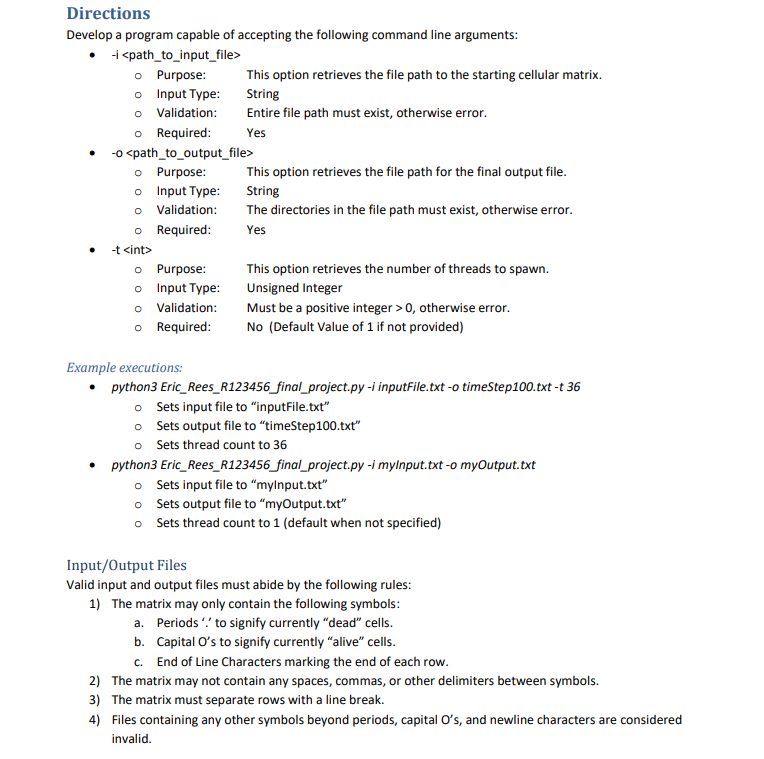 Directions
Develop a program capable of accepting the following command line arguments:
• -i <path_to_input_file>
o Purpose: This option retrieves the file path to the starting cellular matrix.
o Input Type: String
o Validation: Entire file path must exist, otherwise error.
o Required: Yes
• -o <path_to_output_file>
o Purpose: This option retrieves the file path for the final output file.
o Input Type: String
o Validation: The directories in the file path must exist, otherwise error.
o Required: Yes
• -t <int>
o Purpose: This option retrieves the number of threads to spawn.
o Input Type: Unsigned Integer
o Validation: Must be a positive integer > 0, otherwise error.
o Required: No (Default Value of 1 if not provided)
Example executions:
• python3 Eric_Rees_R123456_final_project.py -i inputFile.txt -o timeStep100.txt -t 36
o Sets input file to “inputFile.txt”
o Sets output file to “timeStep100.txt”
o Sets thread count to 36
• python3 Eric_Rees_R123456_final_project.py -i myInput.txt -o myOutput.txt
o Sets input file to “myInput.txt”
o Sets output file to “myOutput.txt”
o Sets thread count to 1 (default when not specified)
Input/Output Files
Valid input and output files must abide by the following rules:
1) The matrix may only contain the following symbols:
a. Periods ‘.’ to signify currently “dead” cells.
b. Capital O’s to signify currently “alive” cells.
c. End of Line Characters marking the end of each row.
2) The matrix may not contain any spaces, commas, or other delimiters between symbols.
3) The matrix must separate rows with a line break.
4) Files containing any other symbols beyond periods, capital O’s, and newline characters are considered
invalid.